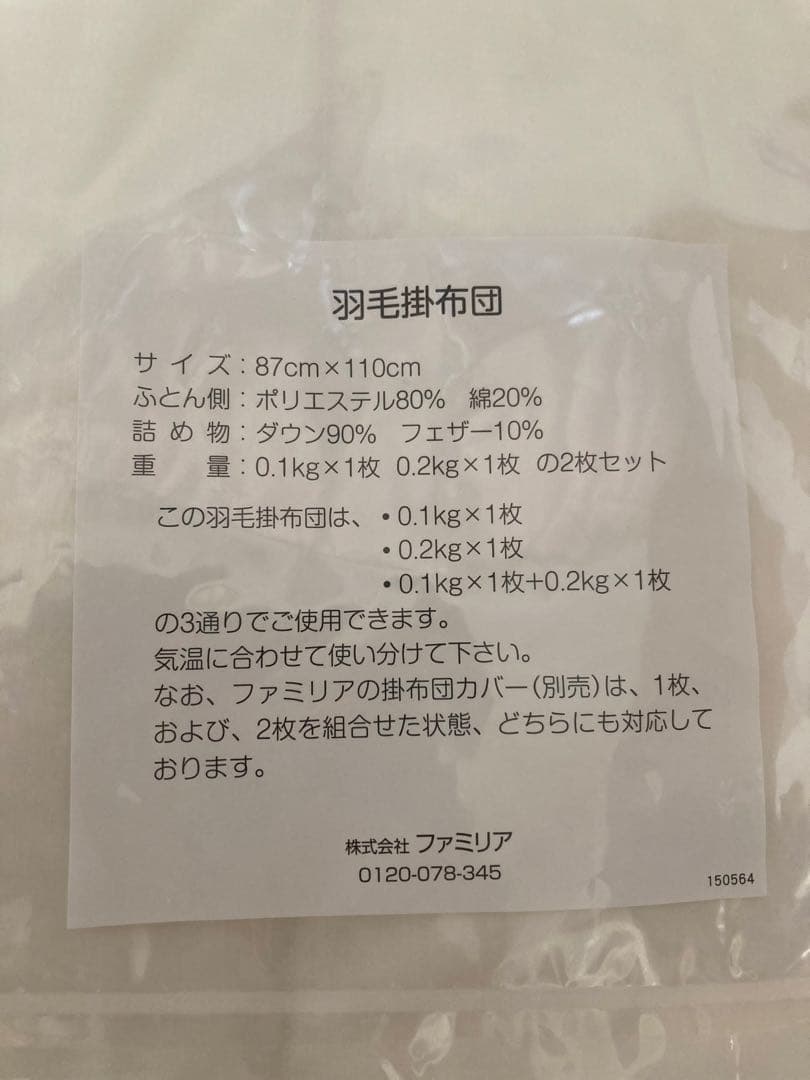 羽毛掛布団
サイズ：87cm×110cm
ふとん側：ポリエステル80%　綿20%
詰め物：ダウン90%　フェザー10%
重　量：0.1kg×1枚　0.2kg×1枚　の2枚セット
この羽毛掛布団は、・0.1kg×1枚
・0.2kg×1枚
・0.1kg×1枚+0.2kg×1枚
の3通りでご使用できます。
気温に合わせて使い分けて下さい。
なお、ファミリアの掛布団カバー(別売)は、1枚、
および、2枚を組合せた状態、どちらにも対応して
おります。
株式会社 ファミリア
0120-078-345
150564